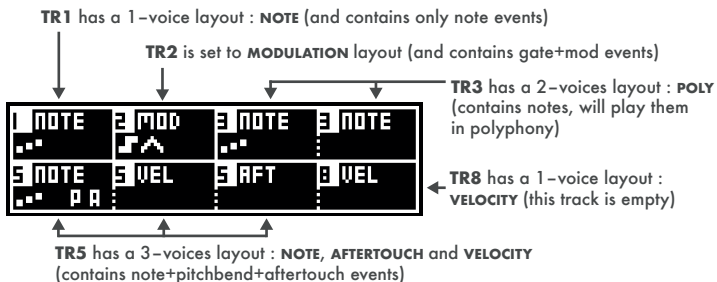 TR1 has a 1-voice layout : NOTE (and contains only note events)
TR2 is set to MODULATION layout (and contains gate+mod events)
TR3 has a 2-voices layout : POLY
(contains notes, will play them
in polyphony)
1 NOTE 2 MOD 3 NOTE 3 NOTE
5 NOTE 5 VEL 5 AFT 8 VEL
P A
TR8 has a 1-voice layout :
VELOCITY (this track is empty)
TR5 has a 3-voices layout : NOTE, AFTERTOUCH and VELOCITY
(contains note+pitchbend+aftertouch events)